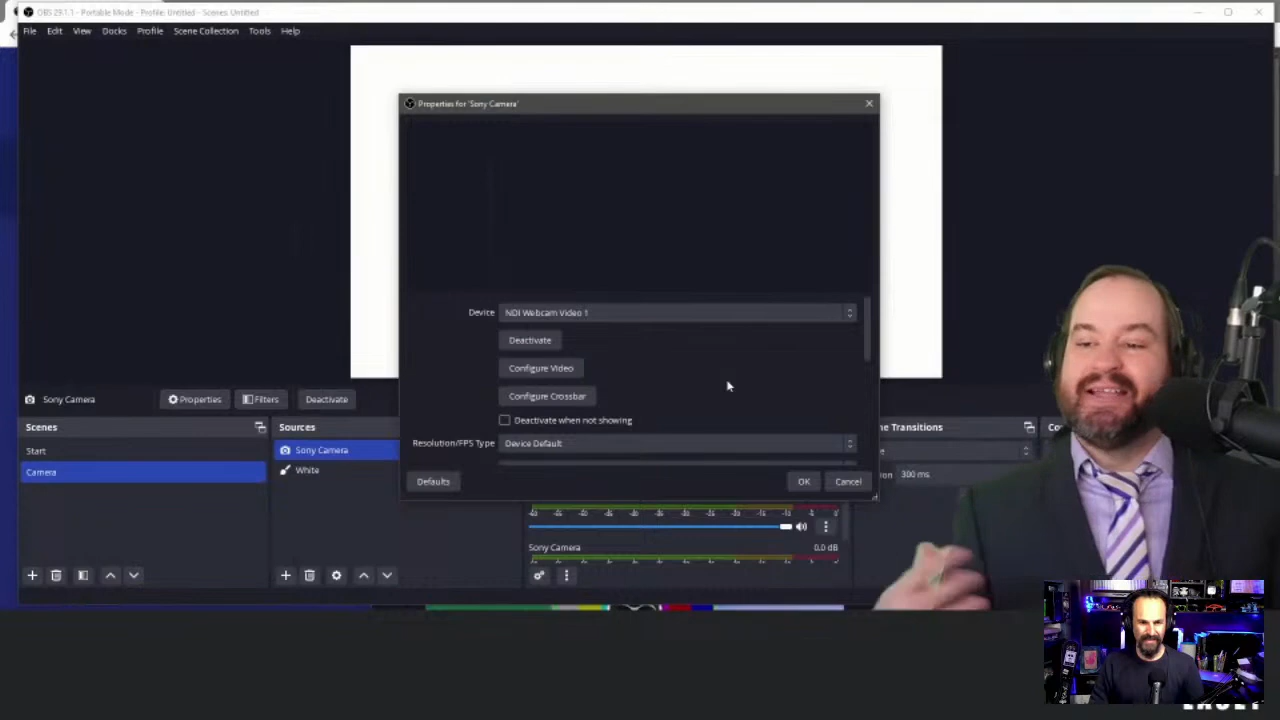 OBS 29.1.1 - Portable Mode - Profile: Untitled - Scenes: Untitled
File Edit View Docks Profile Scene Collection Tools Help
Properties for 'Sony Camera'
Device NDI Webcam Video 1
Deactivate
Configure Video
Configure Crossbar
Deactivate when not showing
Resolution/FPS Type Device Default
Defaults OK Cancel
Sony Camera Properties Filters Deactivate
Scenes Sources ne Transitions Co
Start
Camera
Sony Camera
White
300 ms
Sony Camera 0.0 dB